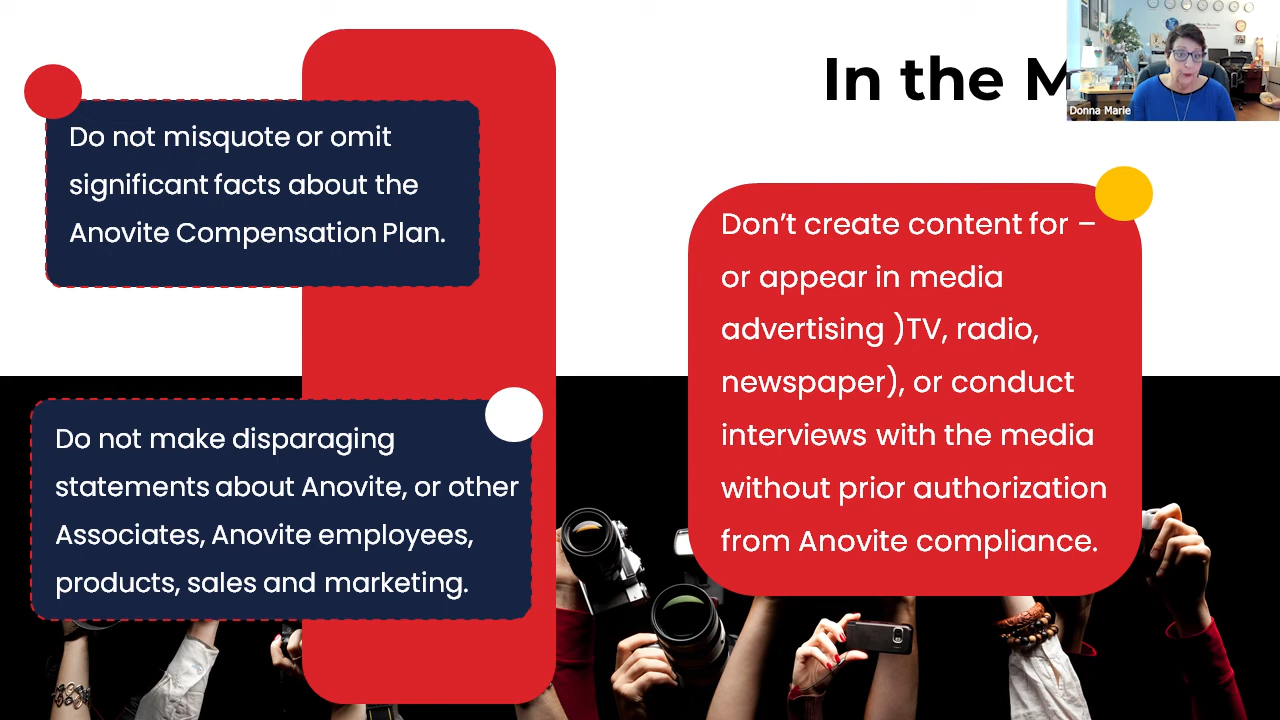 In the M
Donna Marie
Do not misquote or omit
significant facts about the
Anovite Compensation Plan.
Do not make disparaging
statements about Anovite, or other
Associates, Anovite employees,
products, sales and marketing.
Don't create content for –
or appear in media
advertising )TV, radio,
newspaper), or conduct
interviews with the media
without prior authorization
from Anovite compliance.